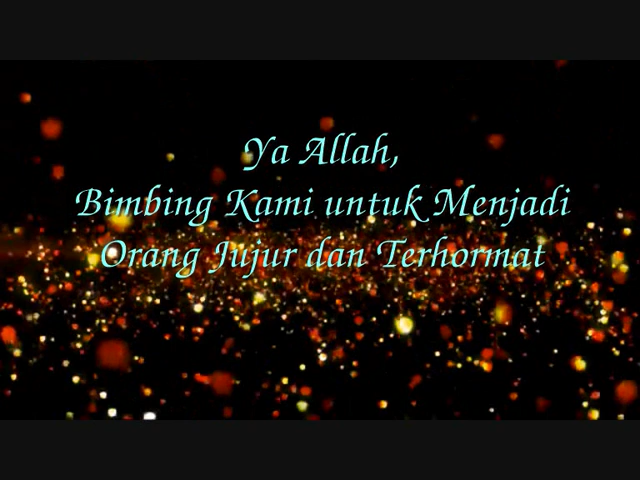 Ya Allah,
Bimbing Kami untuk Menjadi
Orang Jujur dan Terhormat